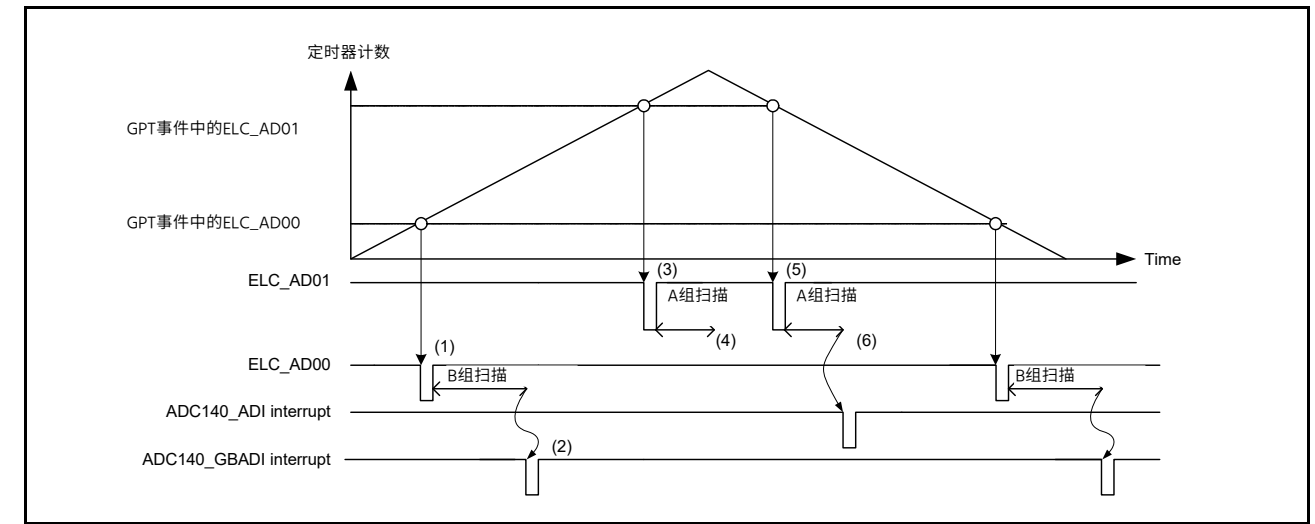 定时器计数
GPT事件中的ELC_AD01
GPT事件中的ELC_AD00
Time
ELC_AD01
(3)
(5)
A组扫描
A组扫描
(4)
(6)
(1)
ELC_AD00
B组扫描
B组扫描
ADC140_ADI interrupt
(2)
ADC140_GBADI interrupt